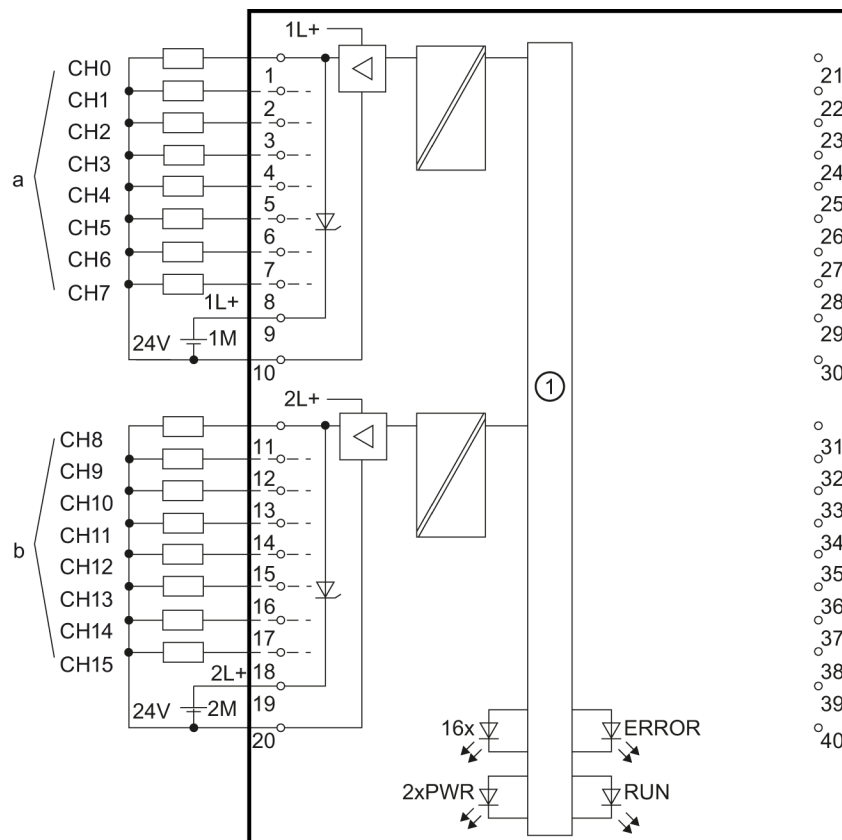 1L+
CH0
1
21
CH1
2
22
CH2
3
23
CH3
4
24
a
CH4
5
25
CH5
6
26
CH6
7
27
CH7
1L+
8
28
24V
1M
9
29
10
30
1
2L+
CH8
11
31
CH9
12
32
CH10
13
33
CH11
14
34
b
CH12
15
35
CH13
16
36
CH14
17
37
CH15
2L+
18
38
24V
2M
19
39
20
40
16x
ERROR
2xPWR
RUN